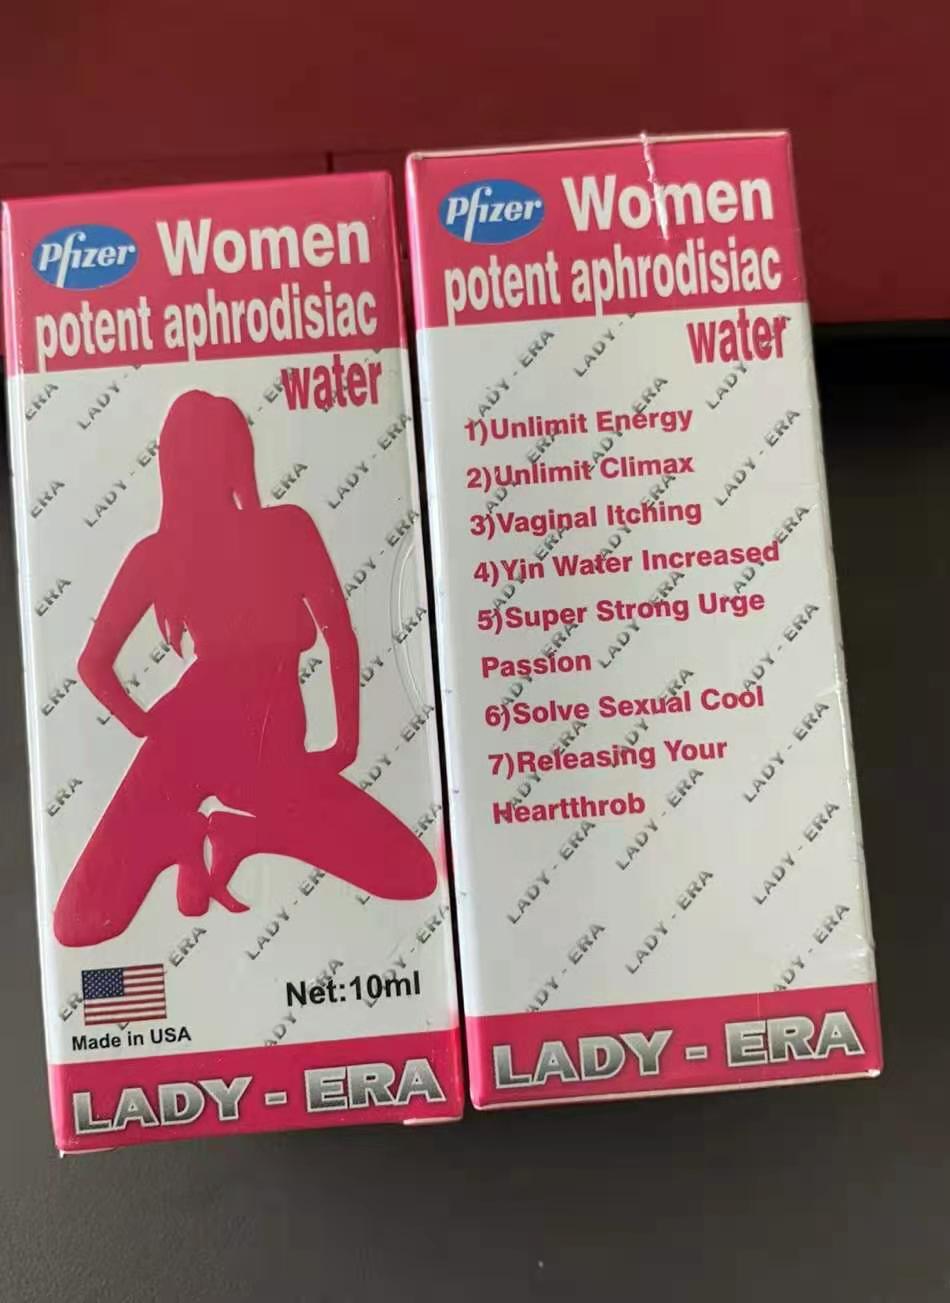 Pfizer Women
potent aphrodisiac
water
Made in USA
Net:10ml
LADY - ERA
Pfizer Women
potent aphrodisiac
water
1)Unlimit Energy
2)Unlimit Climax
3)Vaginal Itching
4)Yin Water Increased
5)Super Strong Urge
Passion
6)Solve Sexual Cool
7)Releasing Your
Heartthrob
LADY - ERA